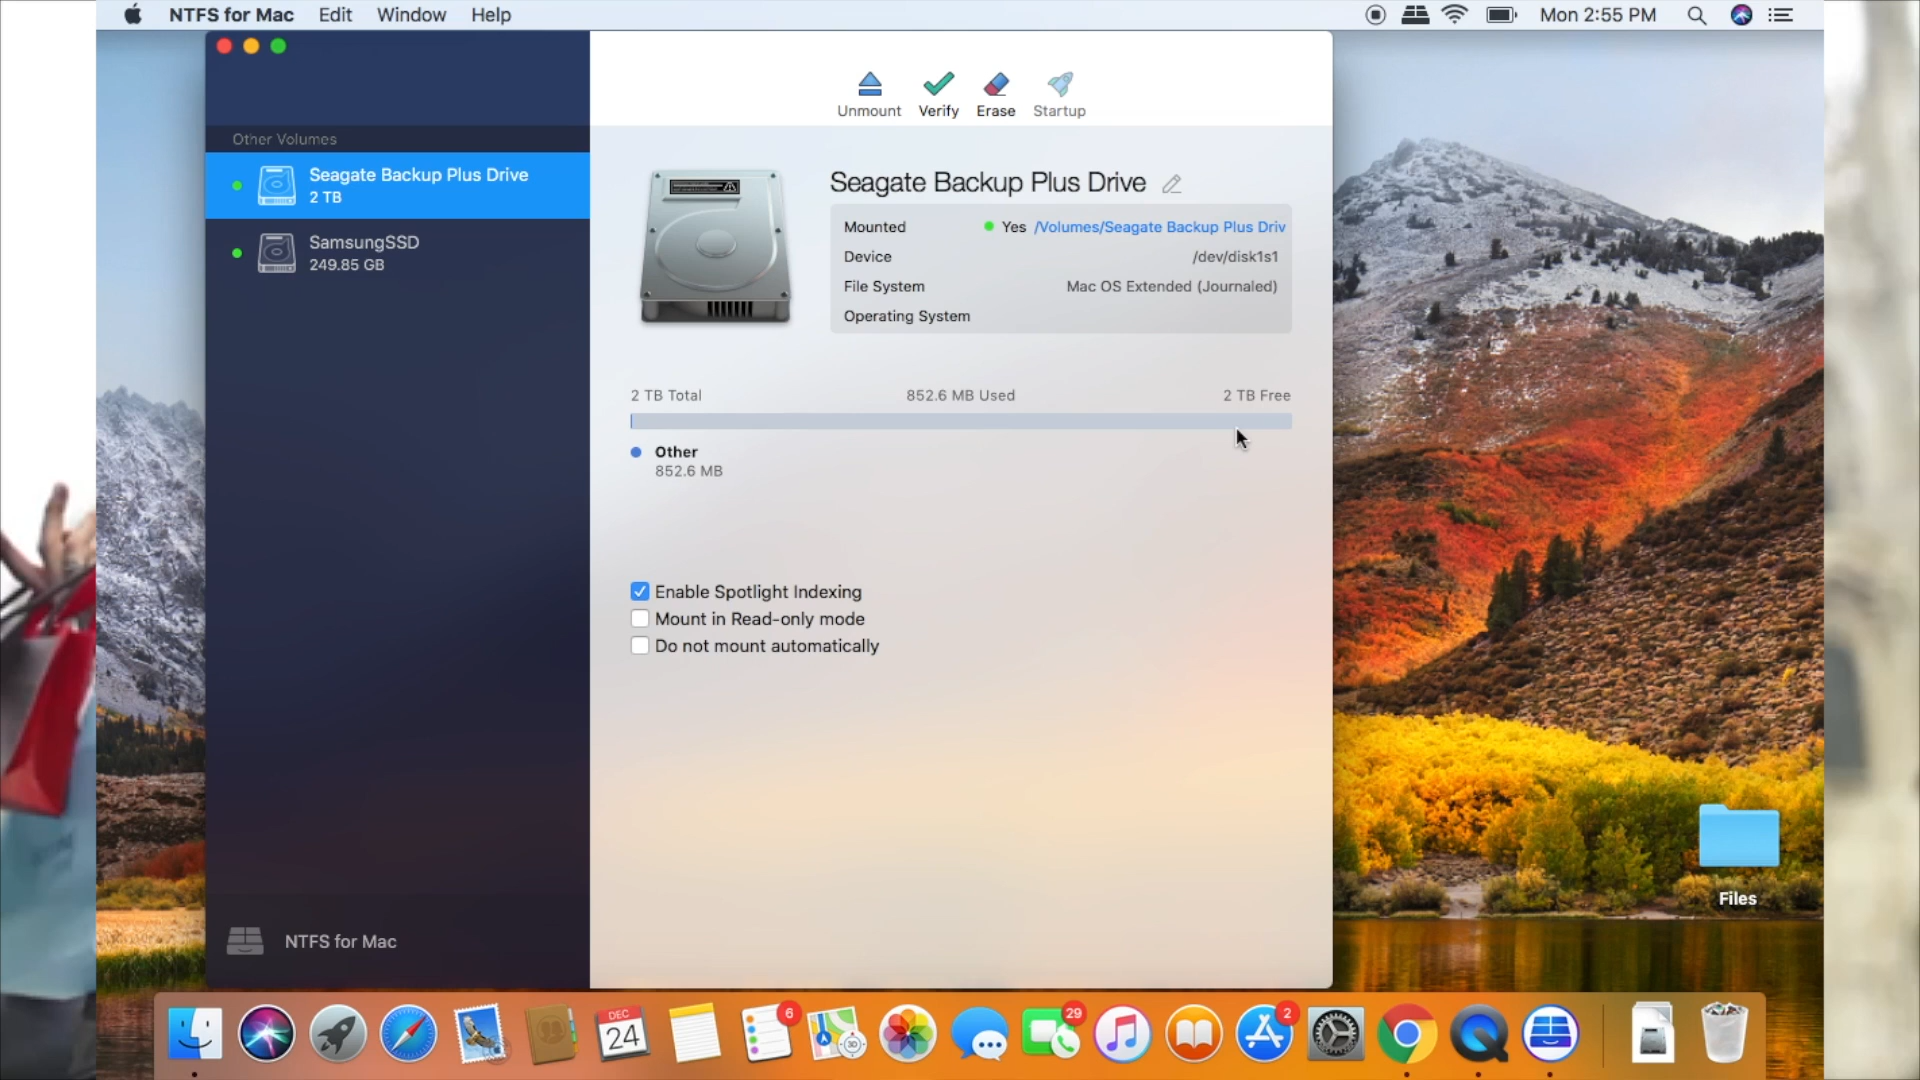 NTFS for Mac Edit Window Help Mon 2:55 PM
Unmount Verify Erase Startup
Other Volumes
Seagate Backup Plus Drive
2 TB
SamsungSSD
249.85 GB
Seagate Backup Plus Drive
Mounted Yes /Volumes/Seagate Backup Plus Driv
Device /dev/disk1s1
File System Mac OS Extended (Journaled)
Operating System
2 TB Total 852.6 MB Used 2 TB Free
Other
852.6 MB
Enable Spotlight Indexing
Mount in Read-only mode
Do not mount automatically
Files
NTFS for Mac
DEC
24
6
3D
29
2